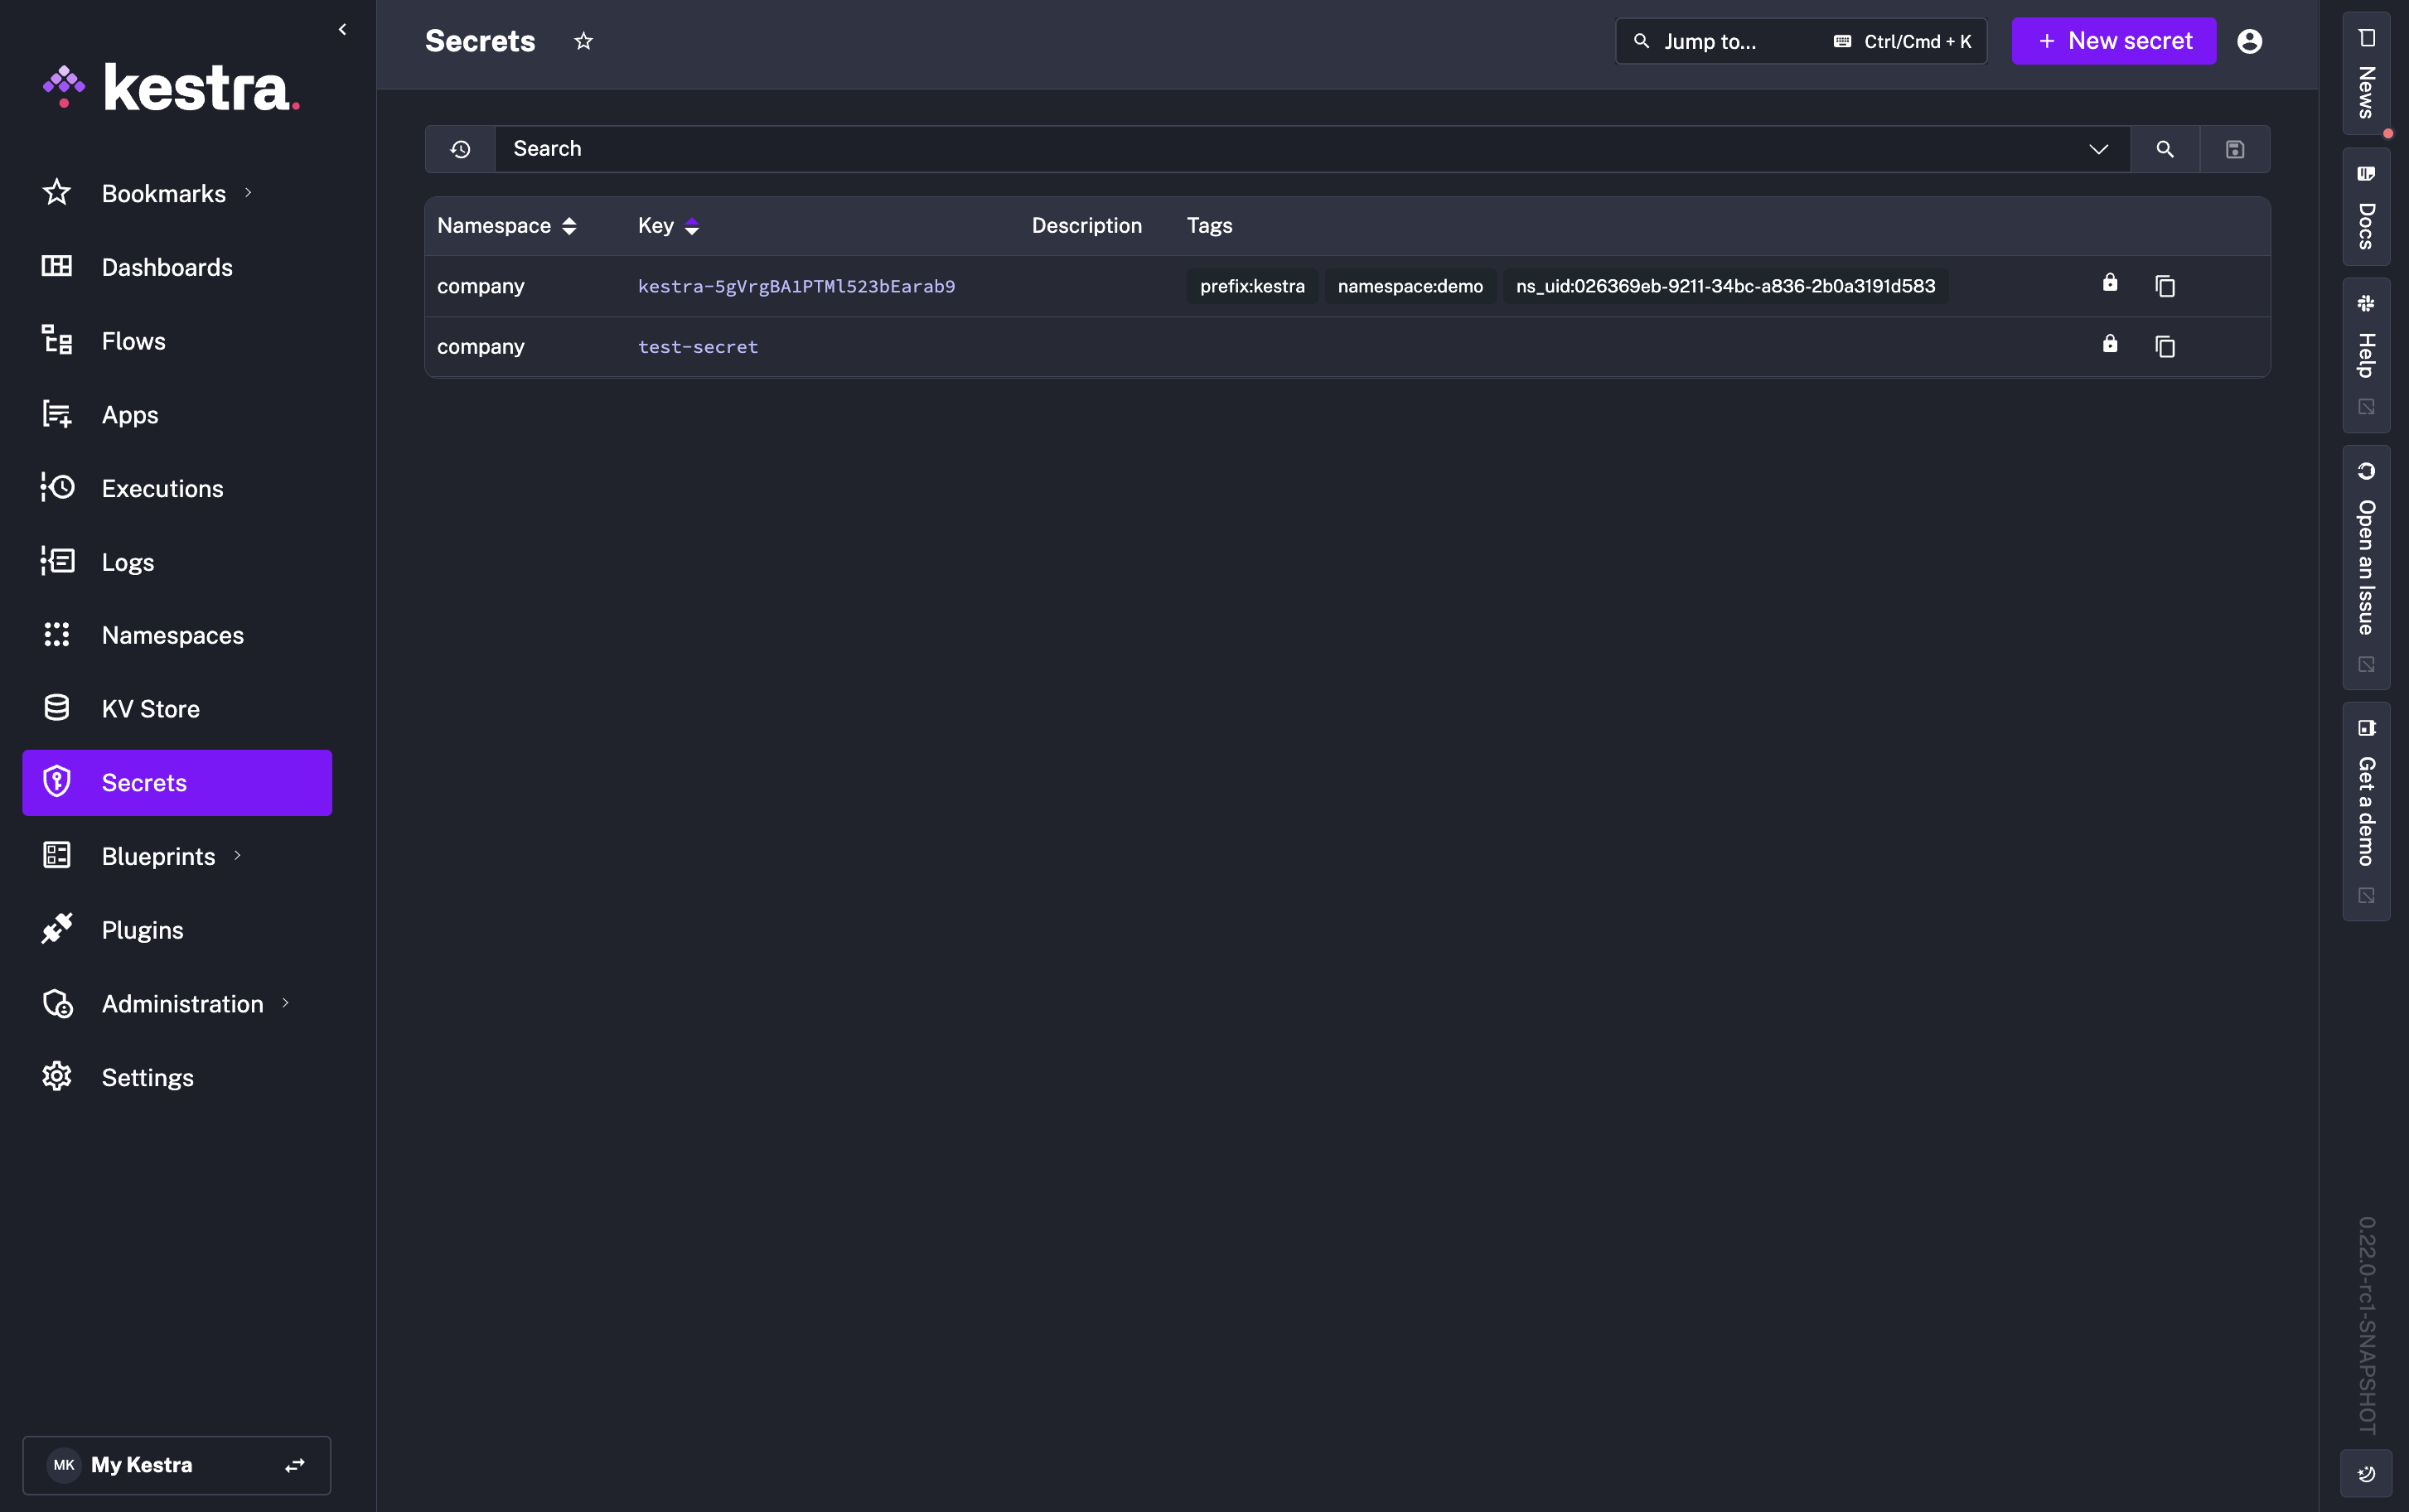 kestra.
Bookmarks
Dashboards
Flows
Apps
Executions
Logs
Namespaces
KV Store
Secrets
Blueprints
Plugins
Administration
Settings
MK My Kestra
Secrets
Jump to... Ctrl/Cmd + K
+ New secret
Search
Namespace Key Description Tags
company kestra-5gVrgBA1PTMl523bEarab9 prefix:kestra namespace:demo ns_uid:026369eb-9211-34bc-a836-2b0a3191d583
company test-secret
News
Docs
Help
Open an Issue
Get a demo
0.22.0-rc1-SNAPSHOT